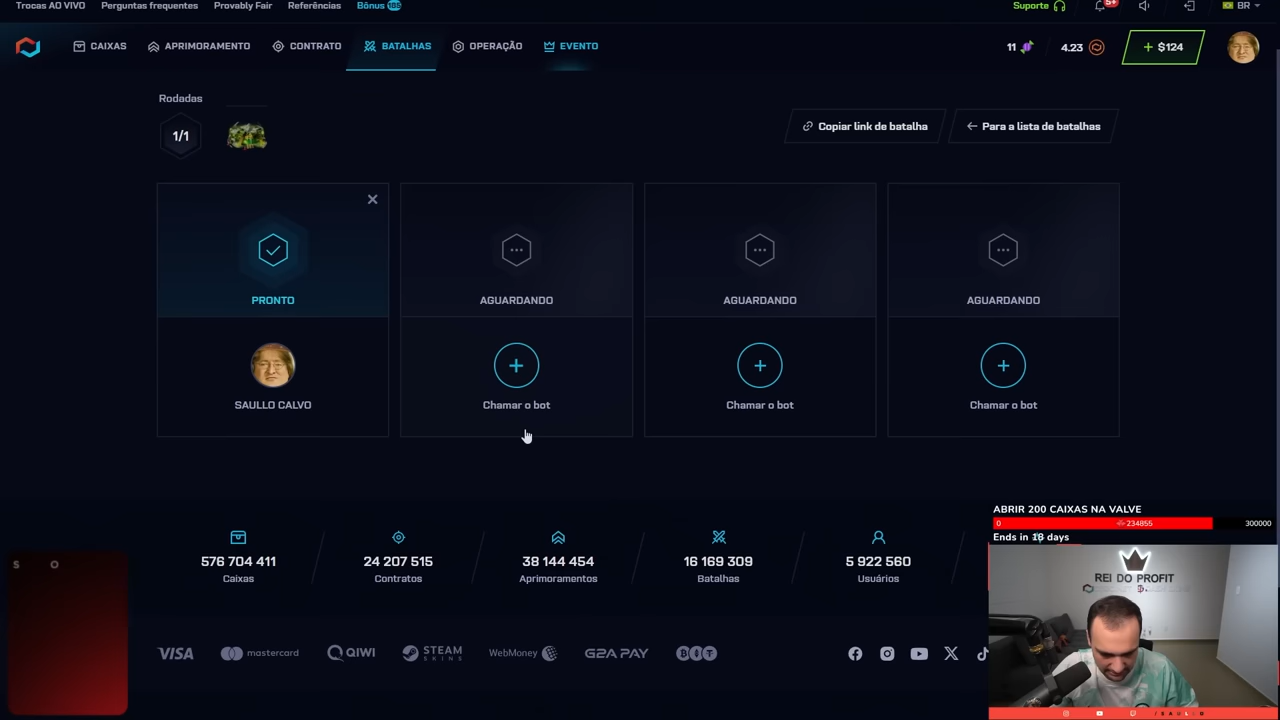 Trocas AO VIVO Perguntas frequentes Provably Fair Referências Bônus Suporte 5+ BR
CAIXAS APRIMORAMENTO CONTRATO BATALHAS OPERAÇÃO EVENTO 11 4.23 + $124
Rodadas
1/1
Copiar link de batalha Para a lista de batalhas
PRONTO AGUARDANDO AGUARDANDO AGUARDANDO
SAULLO CALVO Chamar o bot Chamar o bot Chamar o bot
ABRIR 200 CAIXAS NA VALVE
0 234855 300000
Ends in 18 days
576 704 411 24 207 515 38 144 454 16 169 309 5 922 560
Caixas Contratos Aprimoramentos Batalhas Usuários
REI DO PROFIT
VISA mastercard QIWI STEAM SKINS WebMoney G2A PAY BIT
S O